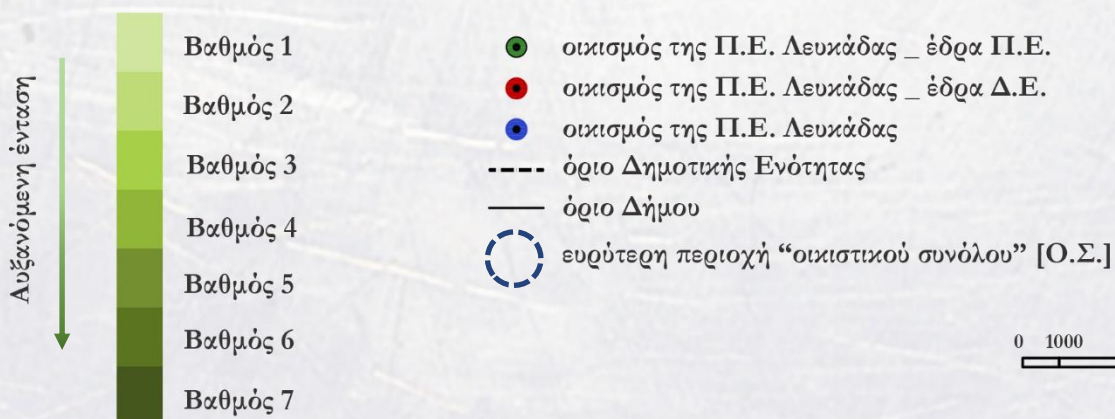 Αυξανόμενη ένταση
Βαθμός 1
Βαθμός 2
Βαθμός 3
Βαθμός 4
Βαθμός 5
Βαθμός 6
Βαθμός 7
οικισμός της Π.Ε. Λευκάδας _ έδρα Π.Ε.
οικισμός της Π.Ε. Λευκάδας _ έδρα Δ.Ε.
οικισμός της Π.Ε. Λευκάδας
όριο Δημοτικής Ενότητας
όριο Δήμου
ευρύτερη περιοχή “οικιστικού συνόλου” [Ο.Σ.]
0 1000